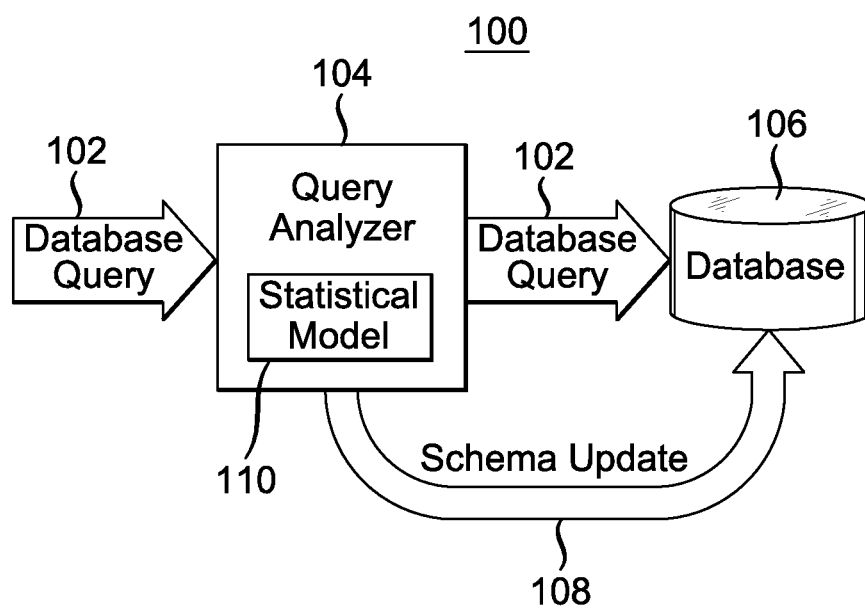 100
104
102
102
106
Query
Analyzer
Database
Query
Database
Query
Database
Statistical
Model
110
Schema Update
108